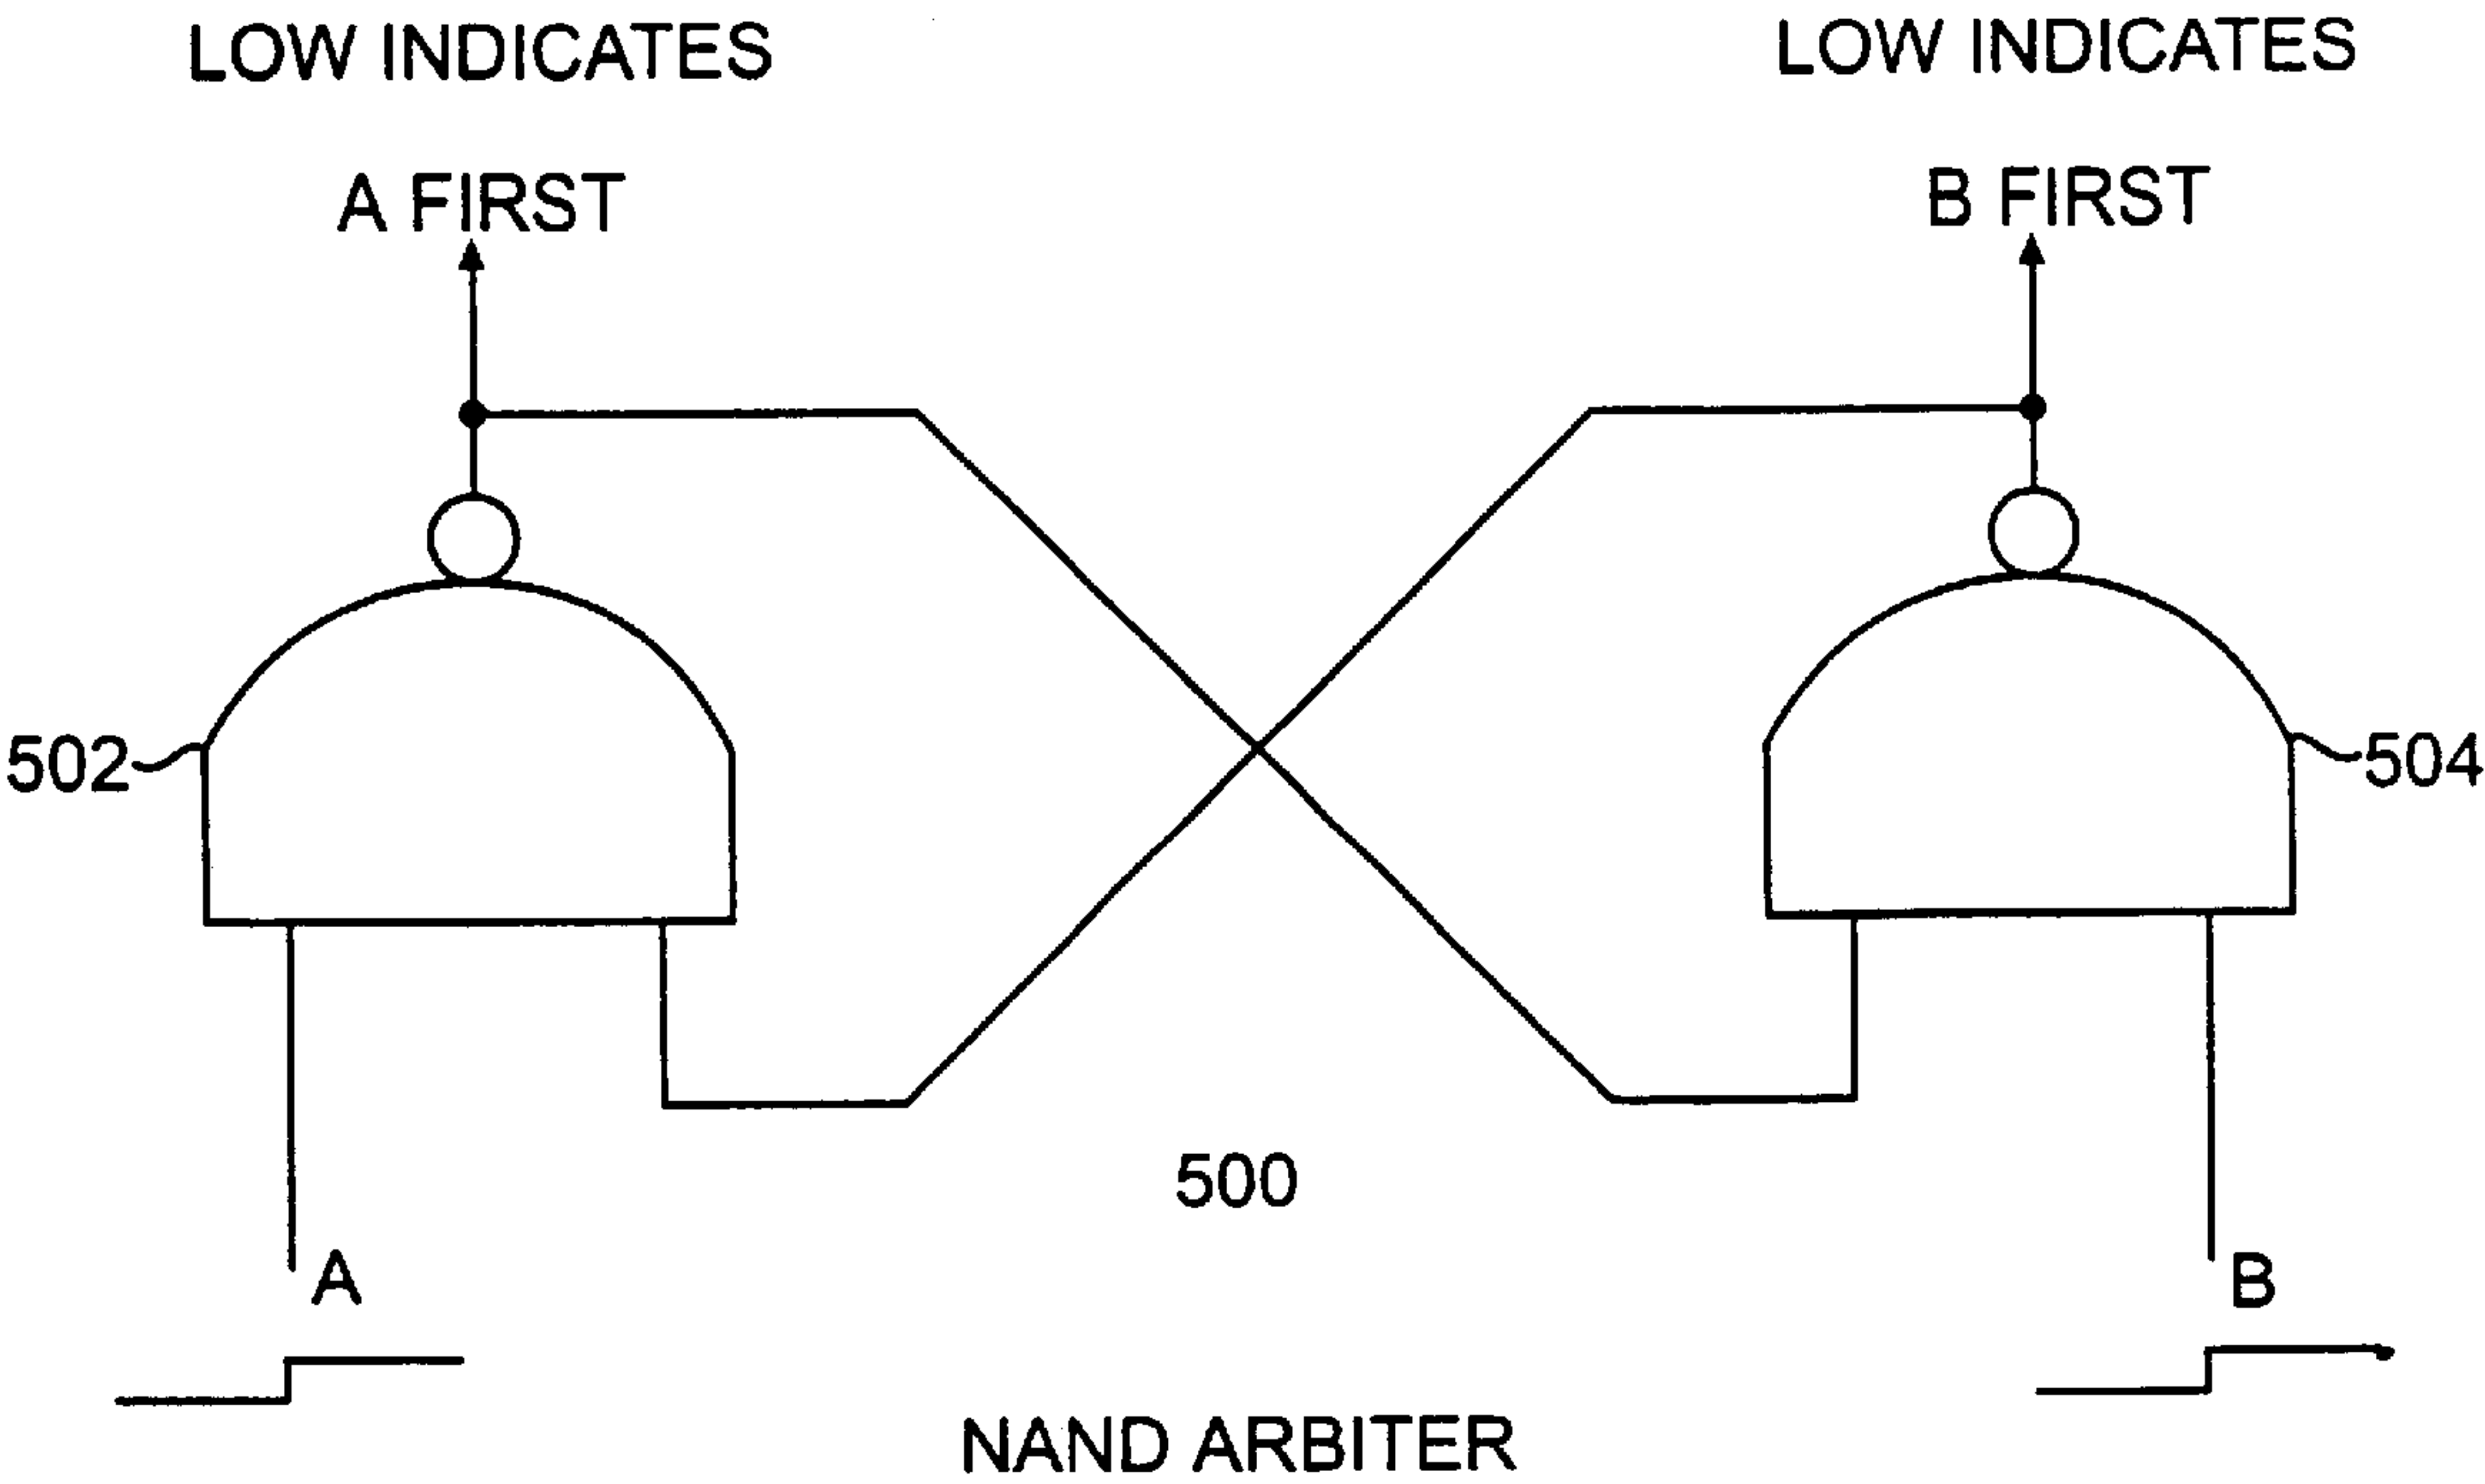 LOW INDICATES
A FIRST
LOW INDICATES
B FIRST
502
504
500
A
B
NAND ARBITER